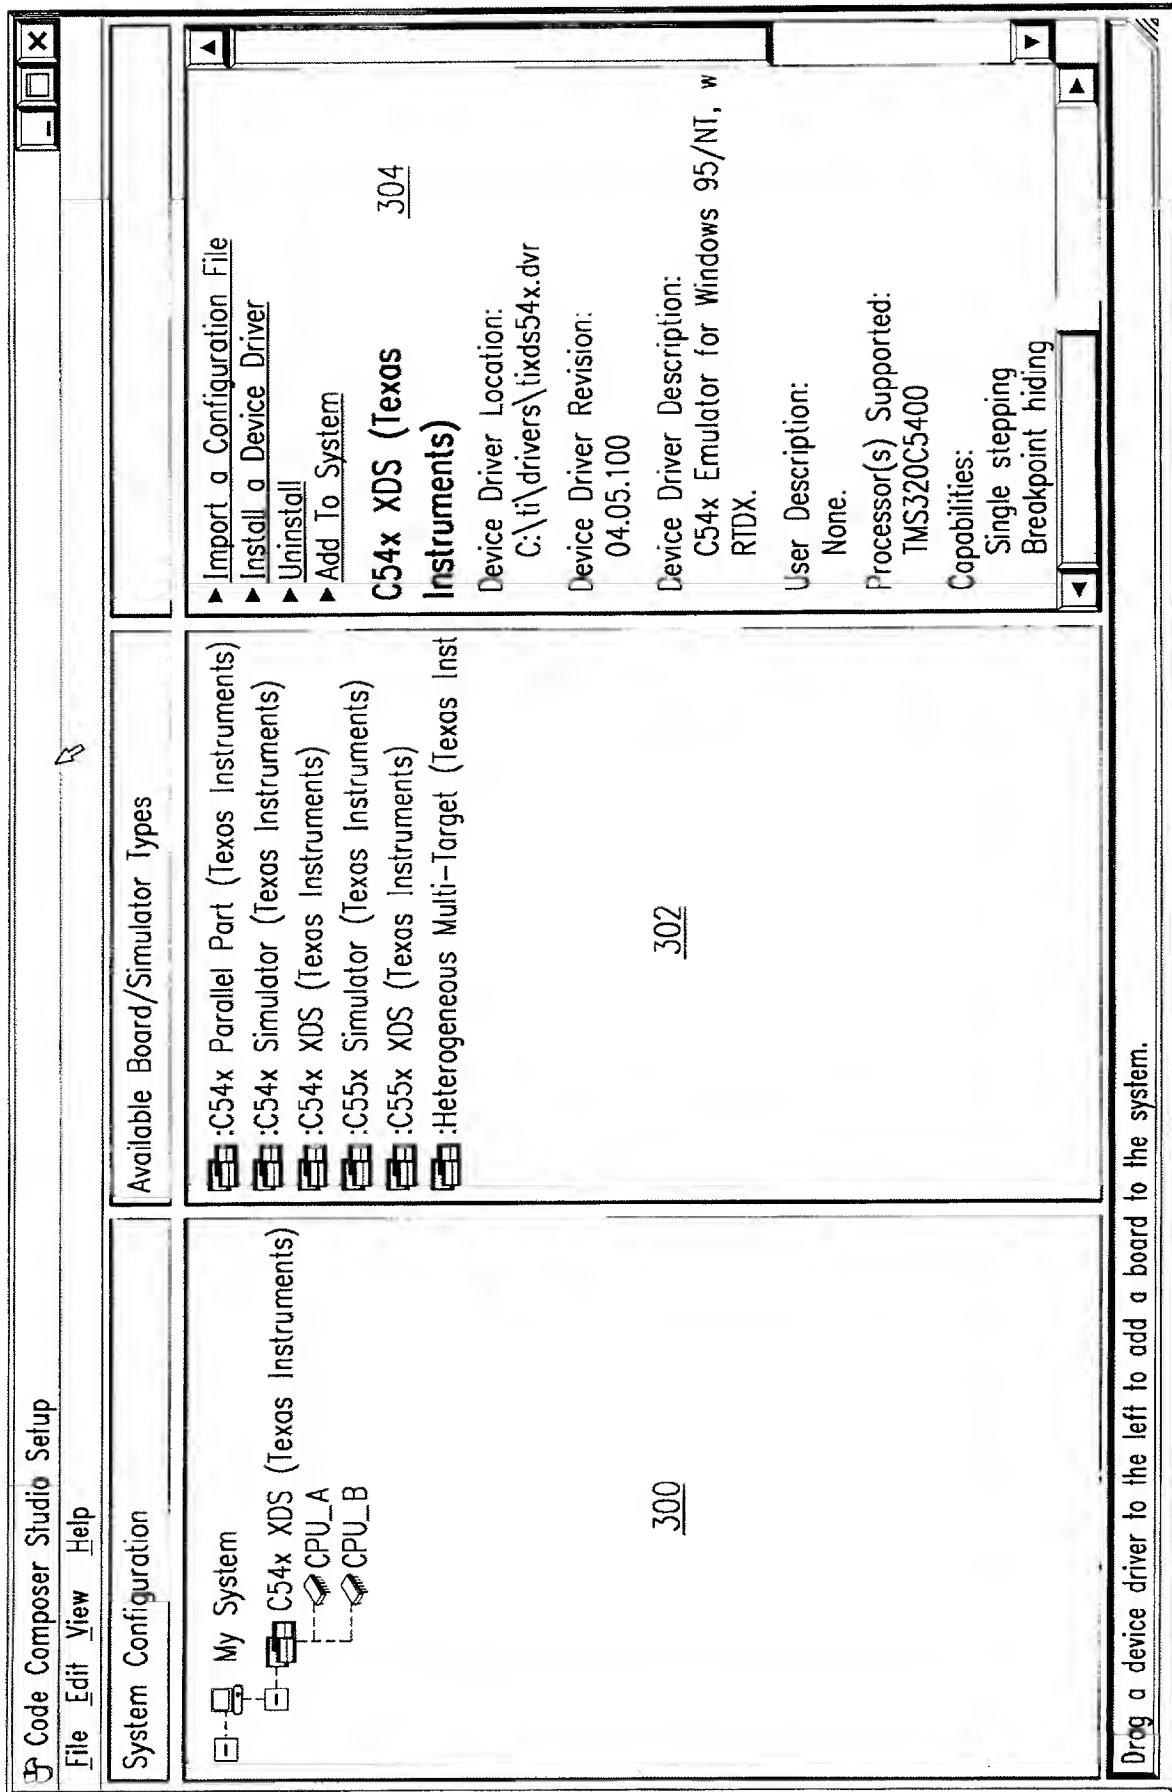 Code Composer Studio Setup
File Edit View Help
System Configuration
My System
C54x XDS (Texas Instruments)
CPU_A
CPU_B
300
Available Board/Simulator Types
:C54x Parallel Part (Texos Instruments)
:C54x Simulator (Texas Instruments)
:C54x XDS (Texas Instruments)
:C55x Simulator (Texas Instruments)
:C55x XDS (Texas Instruments)
:Heterogeneous Multi-Target (Texas Inst
302
Import a Configuration File
Install a Device Driver
Uninstall
Add To System
C54x XDS (Texas
Instruments)
304
Device Driver Location:
C:\ti\drivers\tixds54x.dvr
Device Driver Revision:
04.05.100
Device Driver Description:
C54x Emulator for Windows 95/NT, w
RTDX.
User Description:
None.
Processor(s) Supported:
TMS320C5400
Capabilities:
Single stepping
Breakpoint hiding
Drag a device driver to the left to add a board to the system.